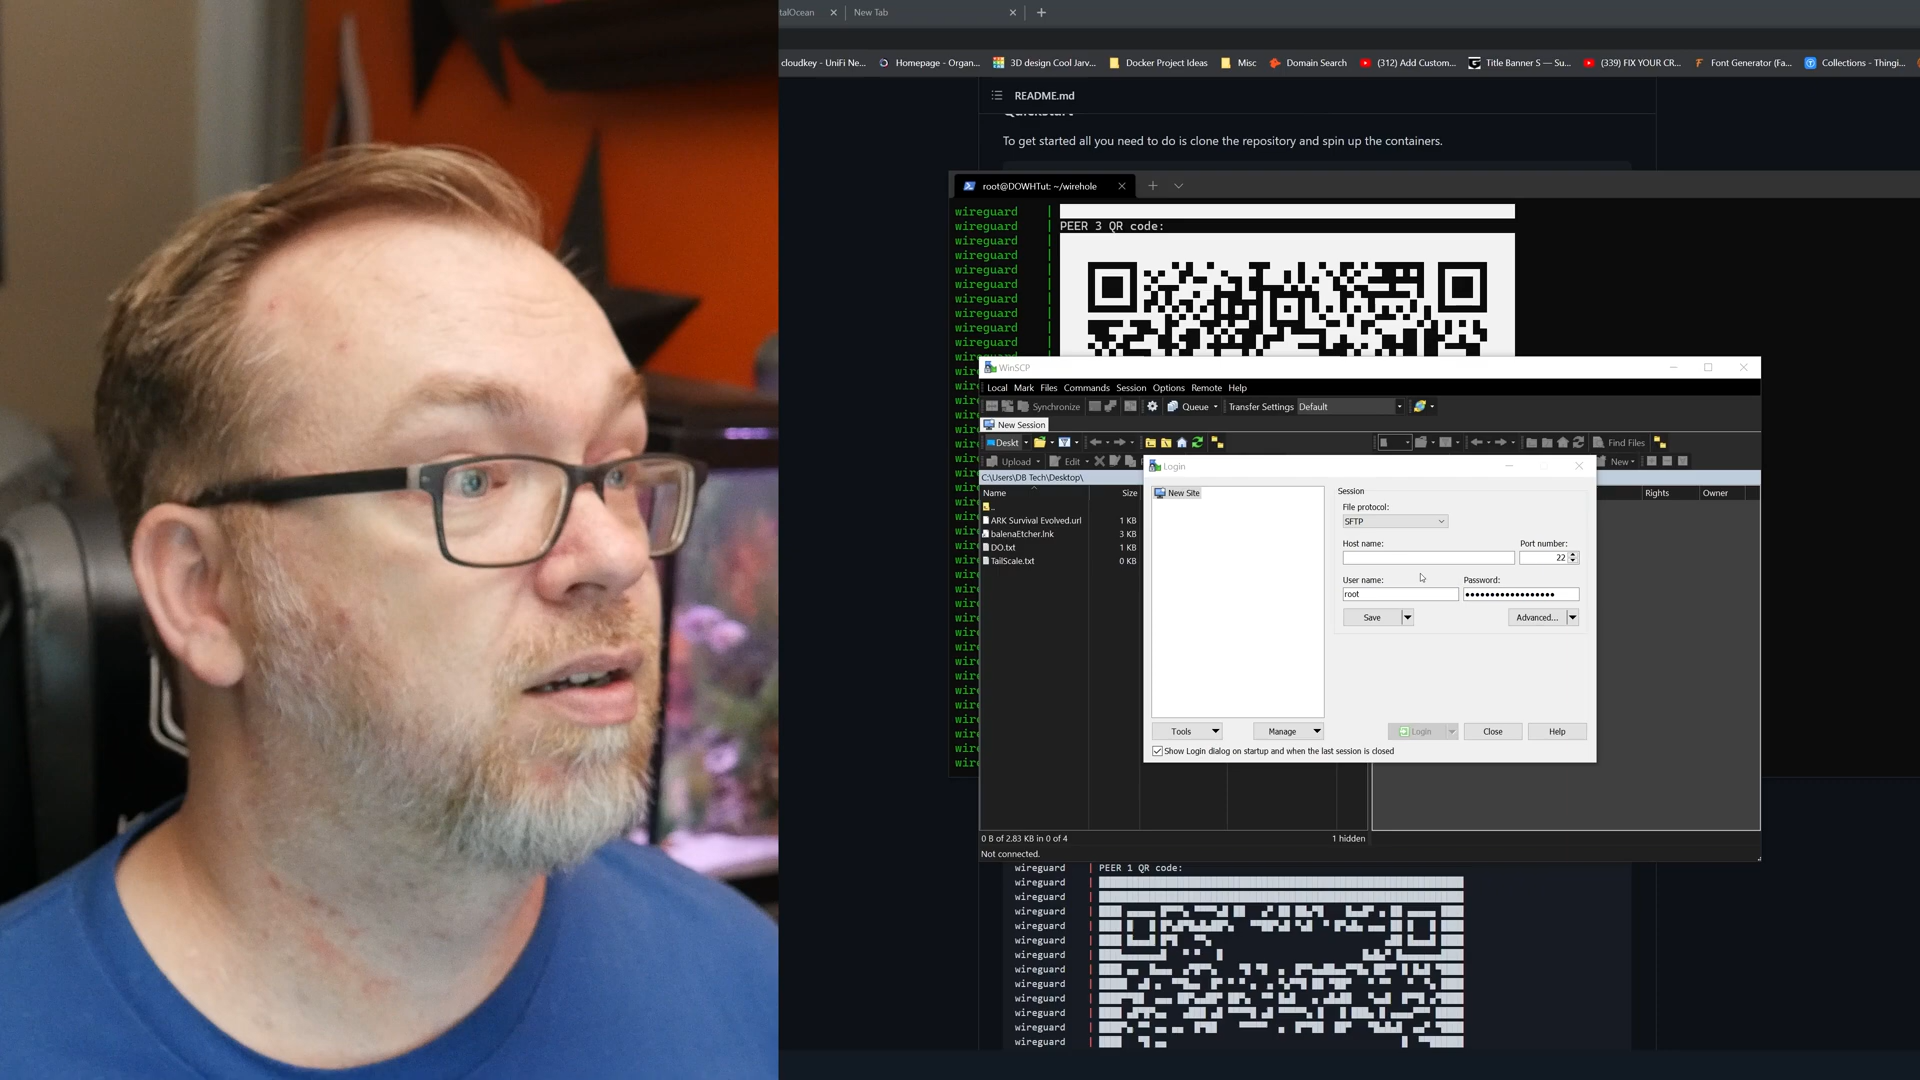 talOcean
New Tab
cloudkey - UniFi Ne...
Homepage - Organ...
3D design Cool Jarv...
Docker Project Ideas
Misc
Domain Search
(312) Add Custom...
Title Banner S — Su...
(339) FIX YOUR CR...
Font Generator (Fa...
Collections - Thingi...
README.md
Quickstart
To get started all you need to do is clone the repository and spin up the containers.
root@DOWHTut: ~/wirehole
wireguard |
wireguard | PEER 3 QR code:
wireguard |
wireguard |
wireguard |
wireguard |
wireguard |
wireguard |
wireguard |
wireguard |
WinSCP
Local Mark Files Commands Session Options Remote Help
Synchronize
Queue
Transfer Settings Default
New Session
Deskt
Find Files
Upload
Edit
New
C:\Users\DB Tech\Desktop\
Name Size
Rights Owner
..
ARK Survival Evolved.url 1 KB
balenaEtcher.lnk 3 KB
DO.txt 1 KB
TailScale.txt 0 KB
Login
New Site
Session
File protocol:
SFTP
Host name: Port number:
22
User name: Password:
root
Save
Advanced...
Tools
Manage
Login
Close
Help
Show Login dialog on startup and when the last session is closed
0 B of 2.83 KB in 0 of 4
1 hidden
Not connected.
wireguard | PEER 1 QR code:
wireguard |
wireguard |
wireguard |
wireguard |
wireguard |
wireguard |
wireguard |
wireguard |
wireguard |
wireguard |
wireguard |
wireguard |